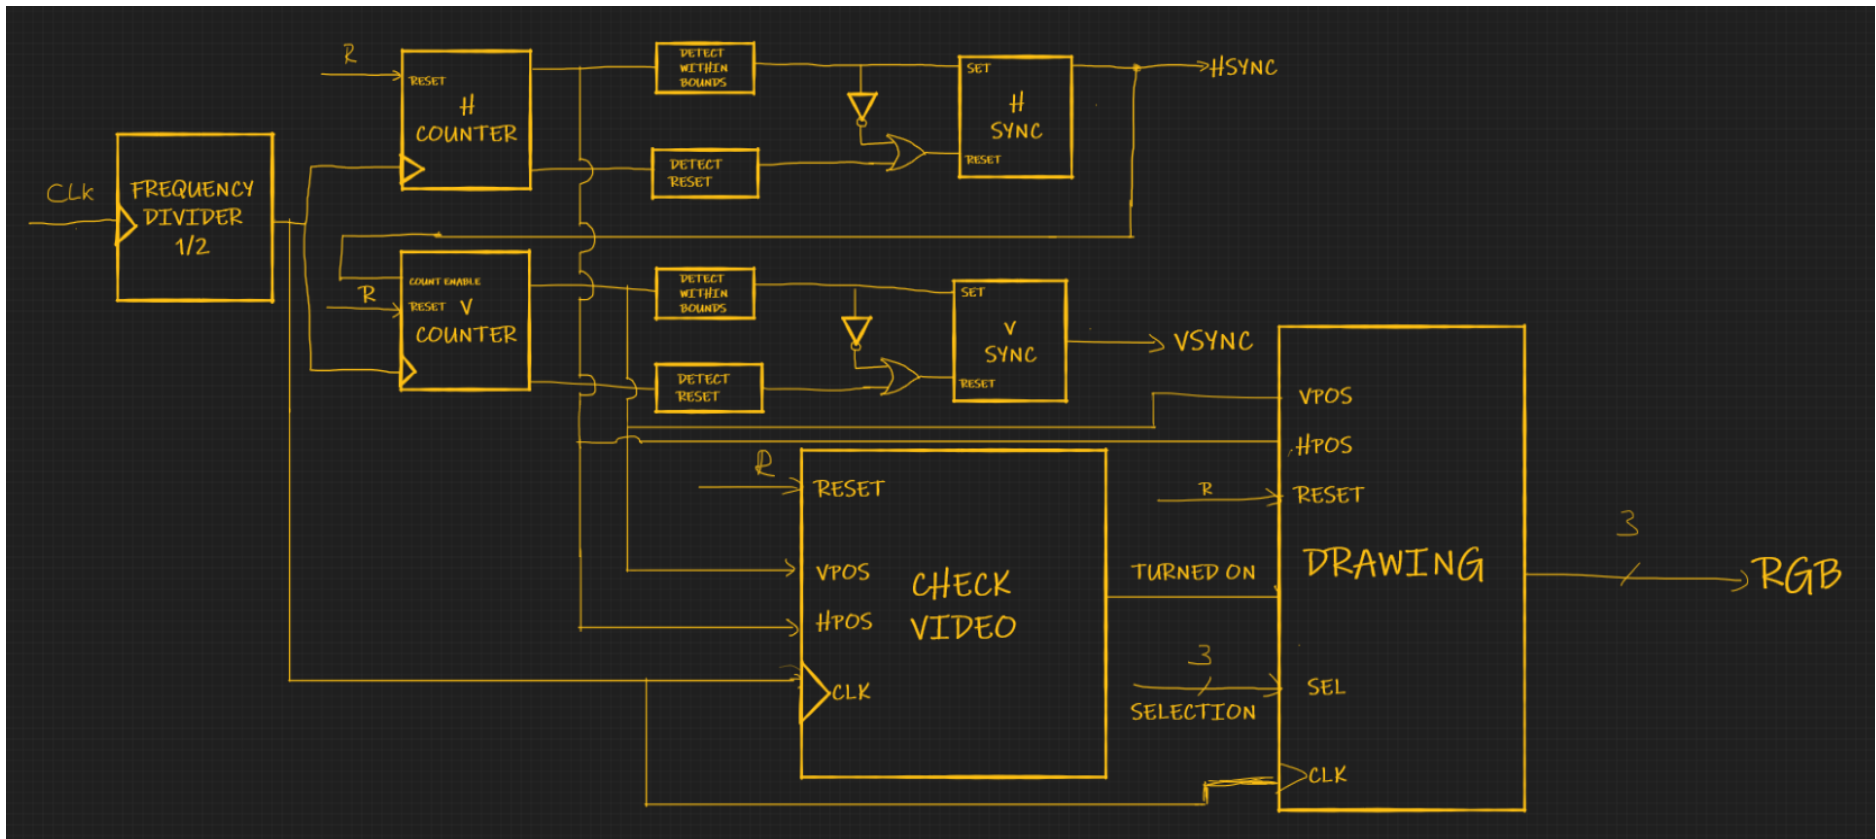 CLK
FREQUENCY
DIVIDER
1/2
R
RESET
H
COUNTER
DETECT
WITHIN
BOUNDS
DETECT
RESET
SET
H
SYNC
RESET
HSYNC
COUNT ENABLE
R
RESET V
COUNTER
DETECT
WITHIN
BOUNDS
DETECT
RESET
SET
V
SYNC
RESET
VSYNC
R
RESET
VPOS
HPOS
CHECK
VIDEO
CLK
VPOS
HPOS
R
RESET
TURNED ON
DRAWING
3
SELECTION
SEL
CLK
3
RGB